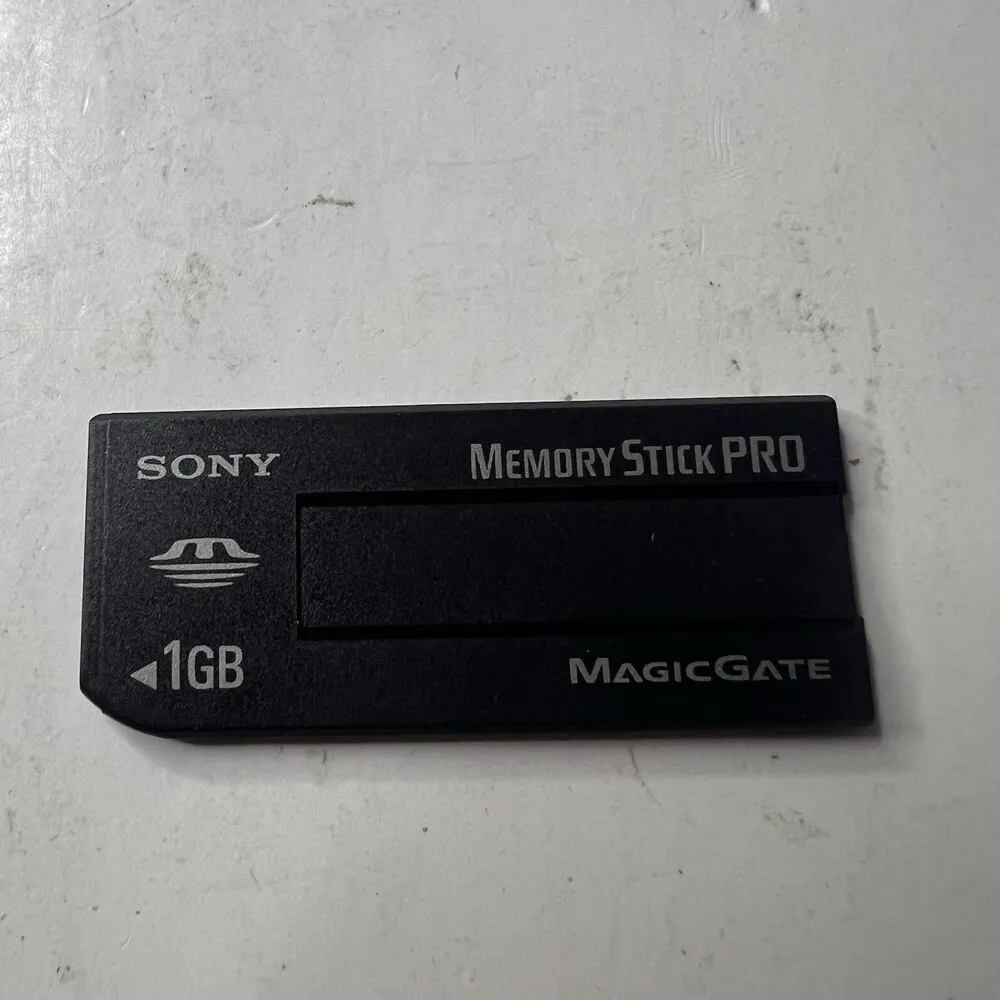 SONY
MEMORY STICK PRO
1GB
MAGICGATE